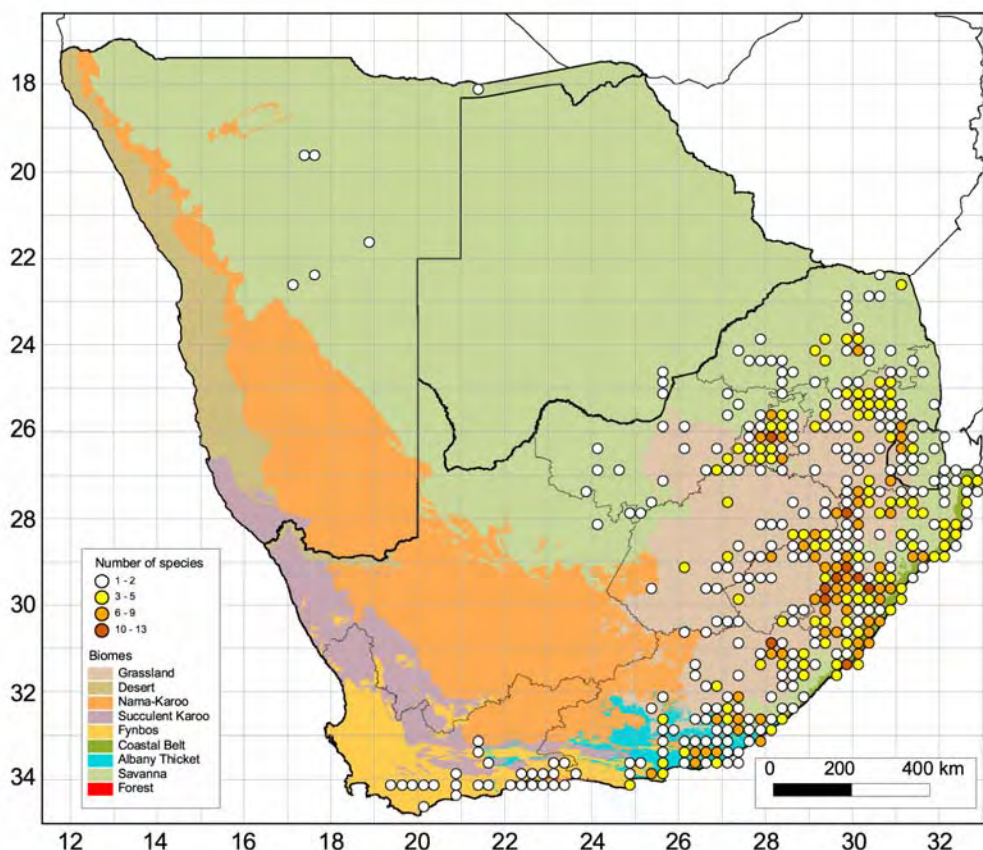 18
20
22
24
26
28
30
32
34
Number of species
1 - 2
3 - 5
6 - 9
10 - 13
Biomes
Grassland
Desert
Nama-Karoo
Succulent Karoo
Fynbos
Coastal Belt
Albany Thicket
Savanna
Forest
0 200 400 km
12 14 16 18 20 22 24 26 28 30 32